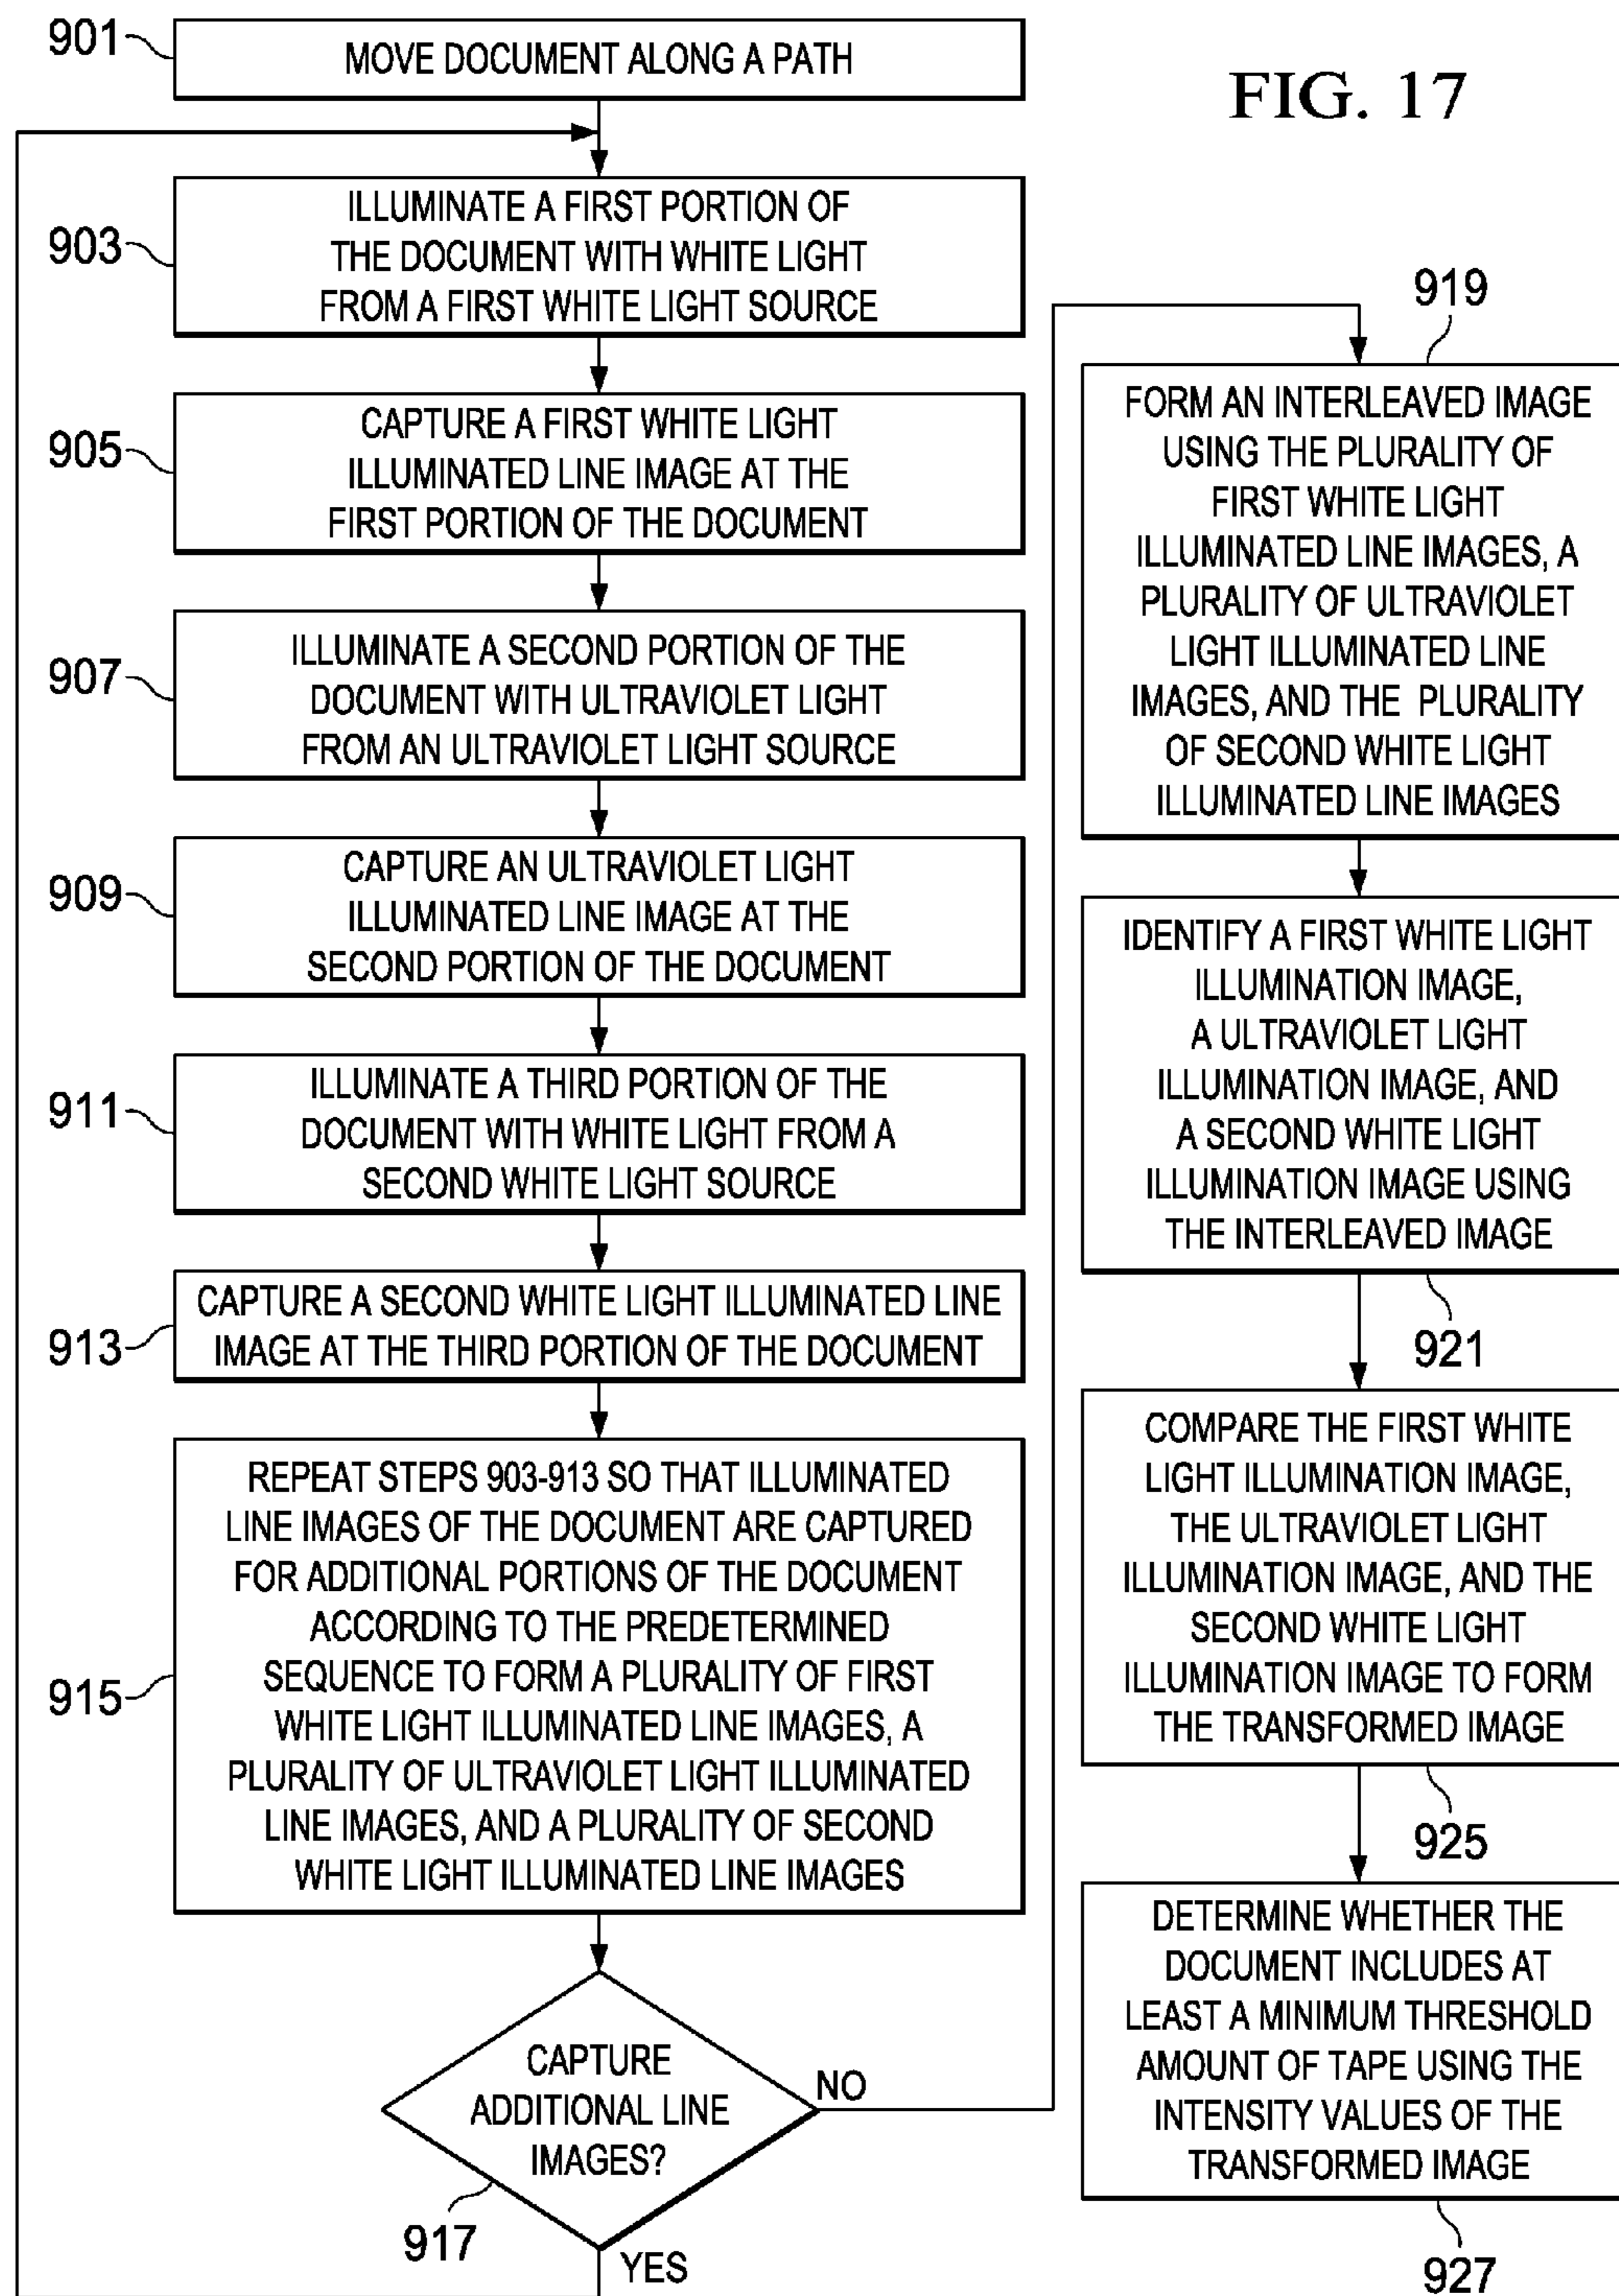 FIG. 17
901
MOVE DOCUMENT ALONG A PATH
903
ILLUMINATE A FIRST PORTION OF
THE DOCUMENT WITH WHITE LIGHT
FROM A FIRST WHITE LIGHT SOURCE
905
CAPTURE A FIRST WHITE LIGHT
ILLUMINATED LINE IMAGE AT THE
FIRST PORTION OF THE DOCUMENT
907
ILLUMINATE A SECOND PORTION OF THE
DOCUMENT WITH ULTRAVIOLET LIGHT
FROM AN ULTRAVIOLET LIGHT SOURCE
909
CAPTURE AN ULTRAVIOLET LIGHT
ILLUMINATED LINE IMAGE AT THE
SECOND PORTION OF THE DOCUMENT
911
ILLUMINATE A THIRD PORTION OF THE
DOCUMENT WITH WHITE LIGHT FROM A
SECOND WHITE LIGHT SOURCE
913
CAPTURE A SECOND WHITE LIGHT ILLUMINATED LINE
IMAGE AT THE THIRD PORTION OF THE DOCUMENT
915
REPEAT STEPS 903-913 SO THAT ILLUMINATED
LINE IMAGES OF THE DOCUMENT ARE CAPTURED
FOR ADDITIONAL PORTIONS OF THE DOCUMENT
ACCORDING TO THE PREDETERMINED
SEQUENCE TO FORM A PLURALITY OF FIRST
WHITE LIGHT ILLUMINATED LINE IMAGES, A
PLURALITY OF ULTRAVIOLET LIGHT ILLUMINATED
LINE IMAGES, AND A PLURALITY OF SECOND
WHITE LIGHT ILLUMINATED LINE IMAGES
CAPTURE
ADDITIONAL LINE
IMAGES?
917
NO
YES
919
FORM AN INTERLEAVED IMAGE
USING THE PLURALITY OF
FIRST WHITE LIGHT
ILLUMINATED LINE IMAGES, A
PLURALITY OF ULTRAVIOLET
LIGHT ILLUMINATED LINE
IMAGES, AND THE PLURALITY
OF SECOND WHITE LIGHT
ILLUMINATED LINE IMAGES
IDENTIFY A FIRST WHITE LIGHT
ILLUMINATION IMAGE,
A ULTRAVIOLET LIGHT
ILLUMINATION IMAGE, AND
A SECOND WHITE LIGHT
ILLUMINATION IMAGE USING
THE INTERLEAVED IMAGE
921
COMPARE THE FIRST WHITE
LIGHT ILLUMINATION IMAGE,
THE ULTRAVIOLET LIGHT
ILLUMINATION IMAGE, AND THE
SECOND WHITE LIGHT
ILLUMINATION IMAGE TO FORM
THE TRANSFORMED IMAGE
925
DETERMINE WHETHER THE
DOCUMENT INCLUDES AT
LEAST A MINIMUM THRESHOLD
AMOUNT OF TAPE USING THE
INTENSITY VALUES OF THE
TRANSFORMED IMAGE
927